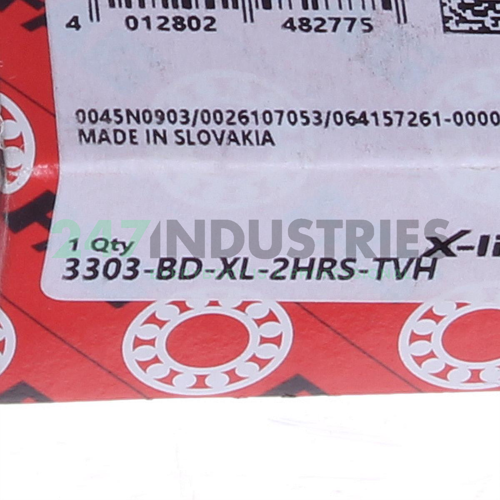 4 012802 482775
0045N0903/0026107053/064157261-0000
MADE IN SLOVAKIA
247INDUSTRIES
1 Qty
3303-BD-XL-2HRS-TVH